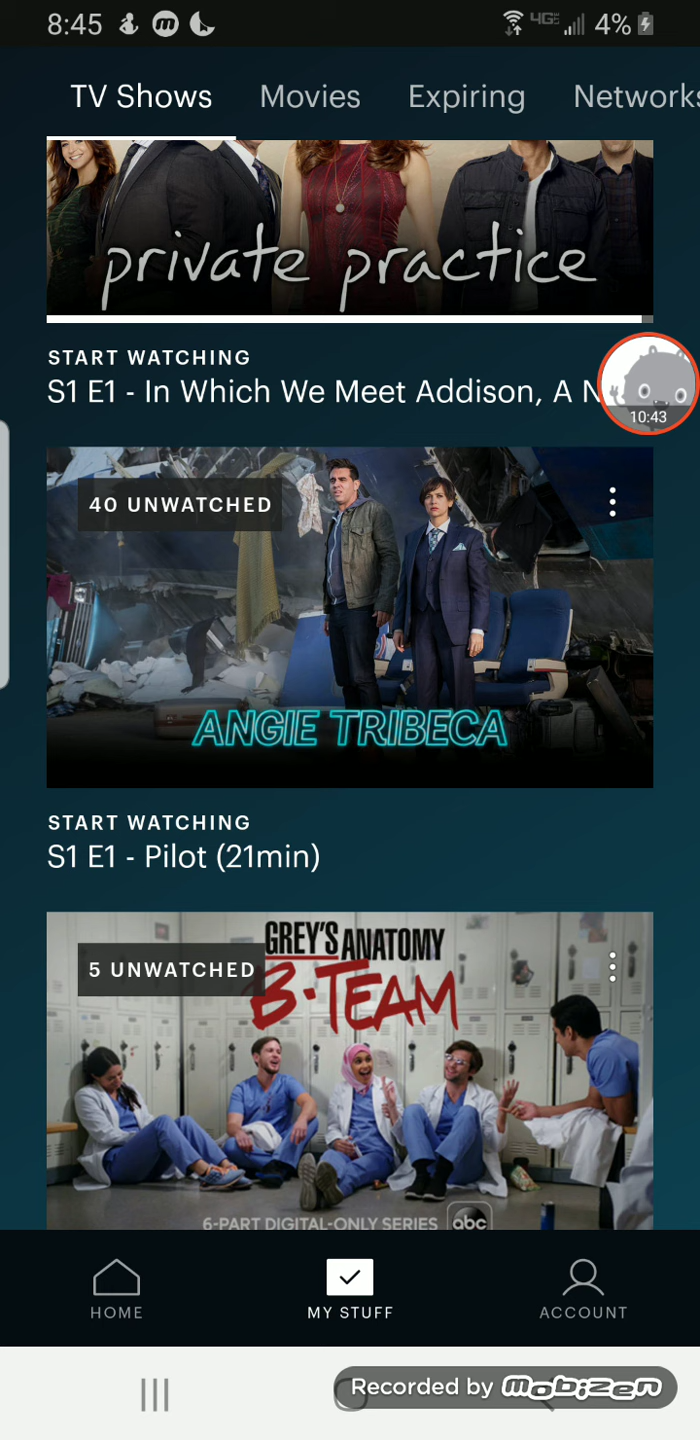 8:45
4G
4%
TV Shows
Movies
Expiring
Networks
private practice
START WATCHING
S1 E1 - In Which We Meet Addison, A N
10:43
40 UNWATCHED
ANGIE TRIBECA
START WATCHING
S1 E1 - Pilot (21min)
GREY'S ANATOMY
5 UNWATCHED
B-TEAM
6-PART DIGITAL-ONLY SERIES abc
HOME
MY STUFF
ACCOUNT
Recorded by mobizen